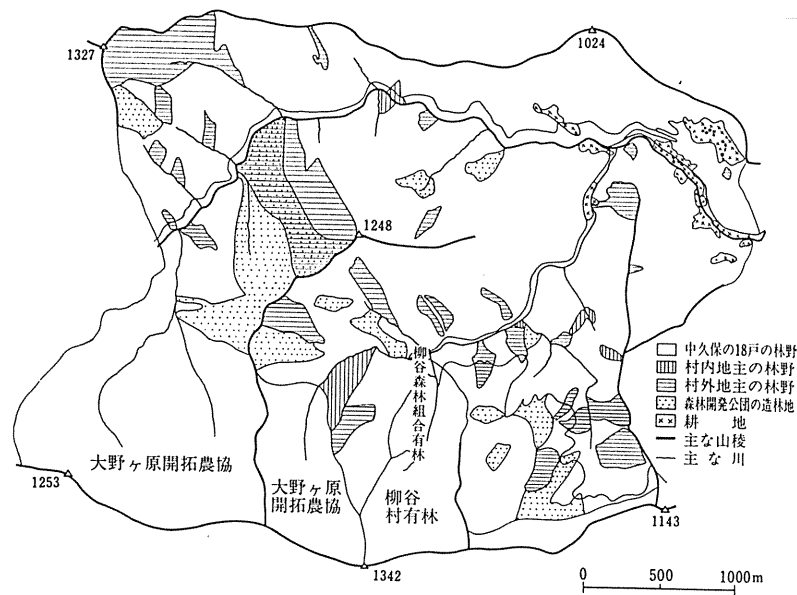 1327
1024
1248
柳谷森林組合有林
中久保の18戸の林野
村内地主の林野
村外地主の林野
森林開発公団の造林地
耕 地
主な山稜
主 な 川
大野ヶ原開拓農協
大野ヶ原
開拓農協
柳谷
村有林
1253
1342
1143
0 500 1000m